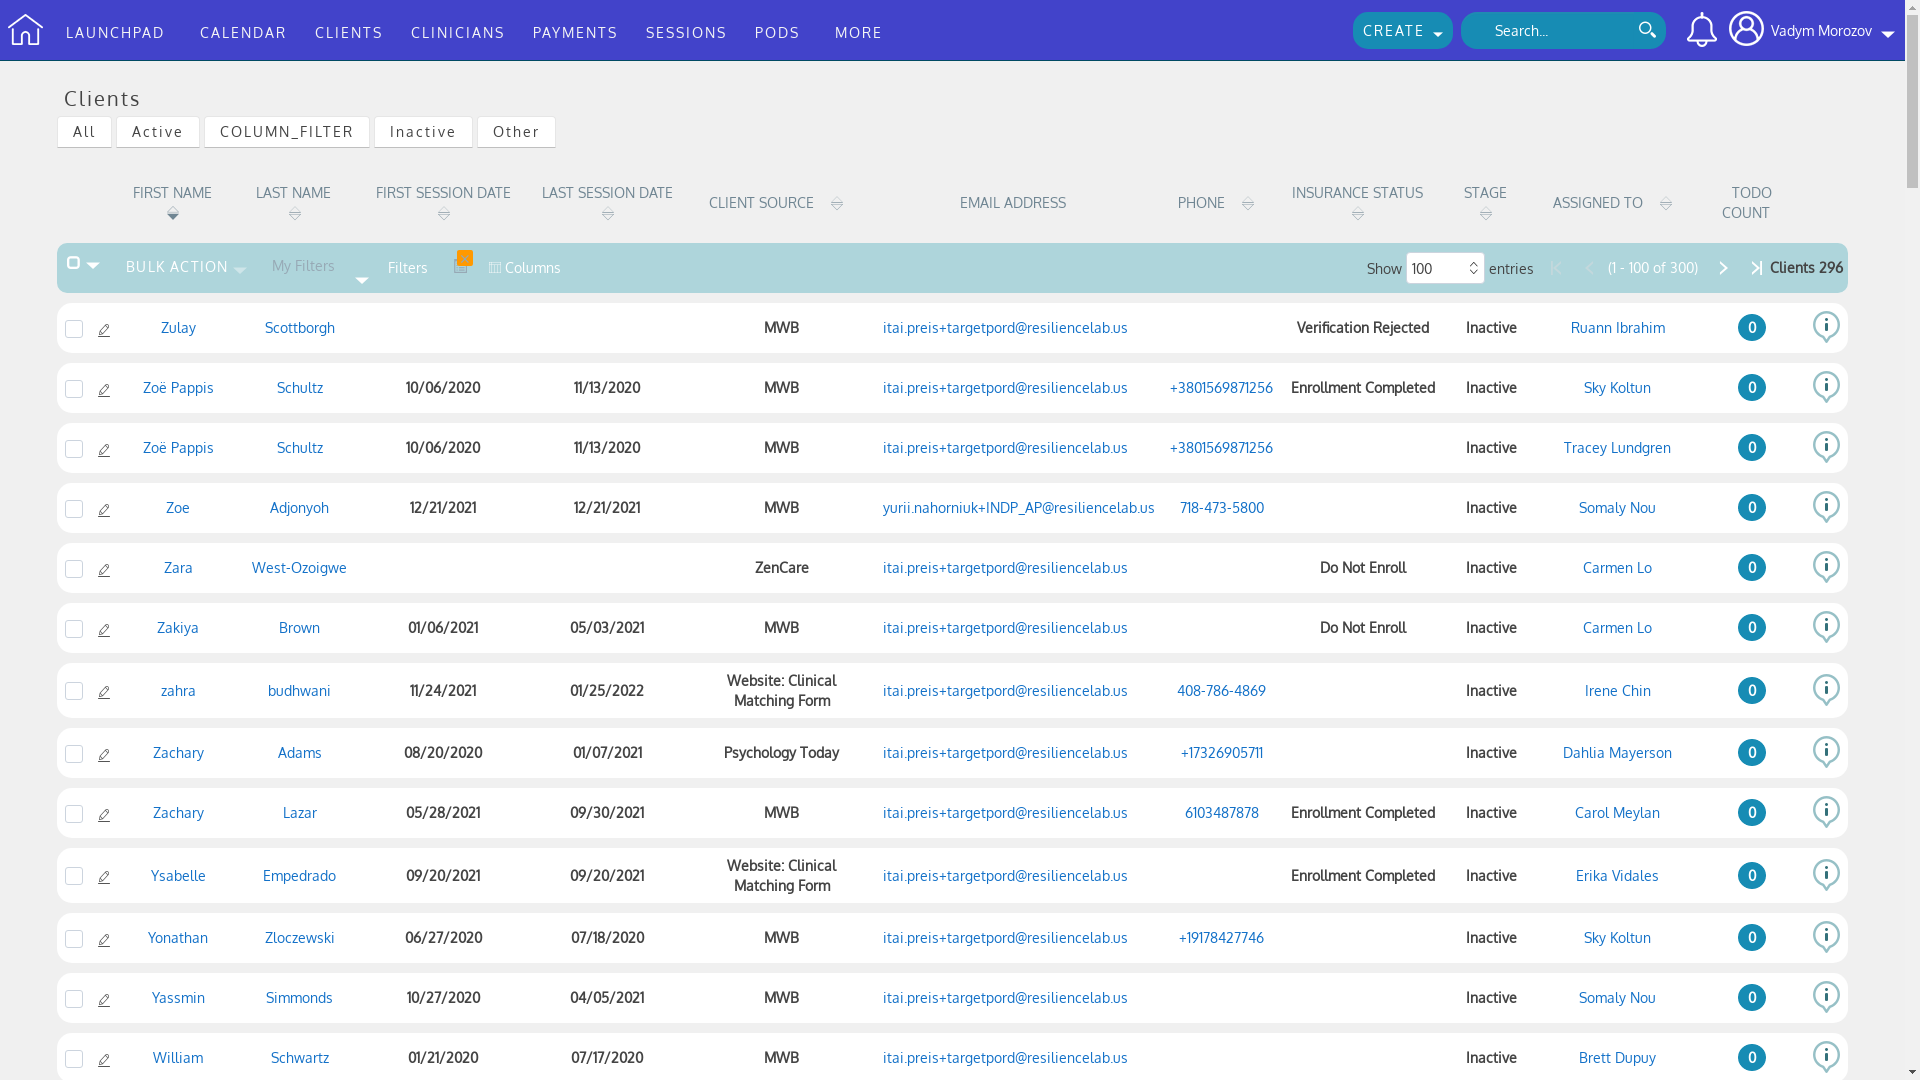 LAUNCHPAD CALENDAR CLIENTS CLINICIANS PAYMENTS SESSIONS PODS MORE CREATE Search... Vadym Morozov
Clients
All Active COLUMN_FILTER Inactive Other
FIRST NAME LAST NAME FIRST SESSION DATE LAST SESSION DATE CLIENT SOURCE EMAIL ADDRESS PHONE INSURANCE STATUS STAGE ASSIGNED TO TODO COUNT
BULK ACTION My Filters Filters Columns Show 100 entries (1 - 100 of 300) Clients 296
Zulay Scottborgh MWB itai.preis+targetpord@resiliencelab.us Verification Rejected Inactive Ruann Ibrahim 0
Zoë Pappis Schultz 10/06/2020 11/13/2020 MWB itai.preis+targetpord@resiliencelab.us +3801569871256 Enrollment Completed Inactive Sky Koltun 0
Zoë Pappis Schultz 10/06/2020 11/13/2020 MWB itai.preis+targetpord@resiliencelab.us +3801569871256 Inactive Tracey Lundgren 0
Zoe Adjonyoh 12/21/2021 12/21/2021 MWB yurii.nahorniuk+INDP_AP@resiliencelab.us 718-473-5800 Inactive Somaly Nou 0
Zara West-Ozoigwe ZenCare itai.preis+targetpord@resiliencelab.us Do Not Enroll Inactive Carmen Lo 0
Zakiya Brown 01/06/2021 05/03/2021 MWB itai.preis+targetpord@resiliencelab.us Do Not Enroll Inactive Carmen Lo 0
zahra budhwani 11/24/2021 01/25/2022 Website: Clinical Matching Form itai.preis+targetpord@resiliencelab.us 408-786-4869 Inactive Irene Chin 0
Zachary Adams 08/20/2020 01/07/2021 Psychology Today itai.preis+targetpord@resiliencelab.us +17326905711 Inactive Dahlia Mayerson 0
Zachary Lazar 05/28/2021 09/30/2021 MWB itai.preis+targetpord@resiliencelab.us 6103487878 Enrollment Completed Inactive Carol Meylan 0
Ysabelle Empedrado 09/20/2021 09/20/2021 Website: Clinical Matching Form itai.preis+targetpord@resiliencelab.us Enrollment Completed Inactive Erika Vidales 0
Yonathan Zloczewski 06/27/2020 07/18/2020 MWB itai.preis+targetpord@resiliencelab.us +19178427746 Inactive Sky Koltun 0
Yassmin Simmonds 10/27/2020 04/05/2021 MWB itai.preis+targetpord@resiliencelab.us Inactive Somaly Nou 0
William Schwartz 01/21/2020 07/17/2020 MWB itai.preis+targetpord@resiliencelab.us Inactive Brett Dupuy 0